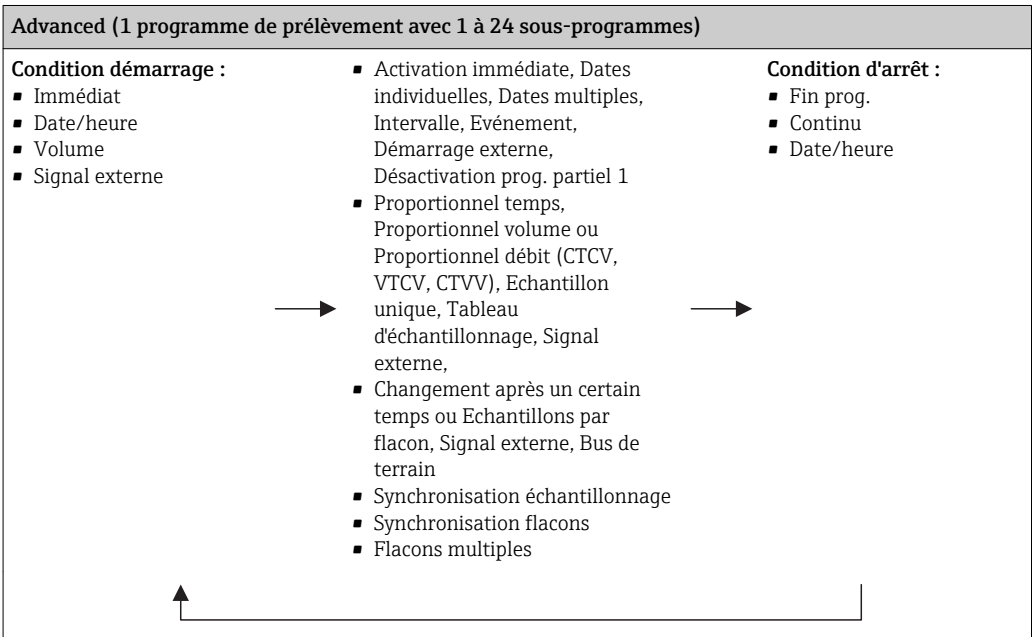 Advanced (1 programme de prélèvement avec 1 à 24 sous-programmes)
Condition démarrage :
▪ Immédiat
▪ Date/heure
▪ Volume
▪ Signal externe
▪ Activation immédiate, Dates
individuelles, Dates multiples,
Intervalle, Evénement,
Démarrage externe,
Désactivation prog. partiel 1
▪ Proportionnel temps,
Proportionnel volume ou
Proportionnel débit (CTCV,
VTCV, CTVV), Echantillon
unique, Tableau
d'échantillonnage, Signal
externe,
▪ Changement après un certain
temps ou Echantillons par
flacon, Signal externe, Bus de
terrain
▪ Synchronisation échantillonnage
▪ Synchronisation flacons
▪ Flacons multiples
Condition d'arrêt :
▪ Fin prog.
▪ Continu
▪ Date/heure